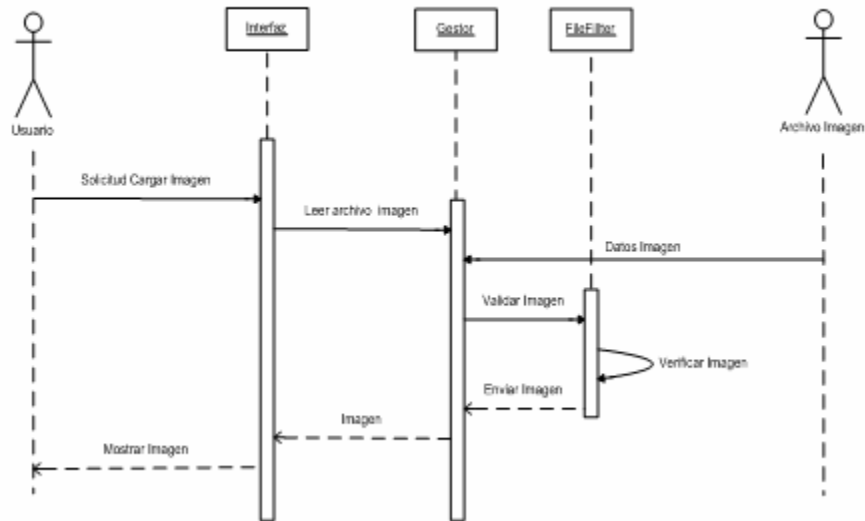 Interfaz
Gestor
FileFilter
Usuario
Archivo Imagen
Solicitud Cargar Imagen
Leer archivo imagen
Datos Imagen
Validar Imagen
Verificar Imagen
Enviar Imagen
Imagen
Mostrar Imagen